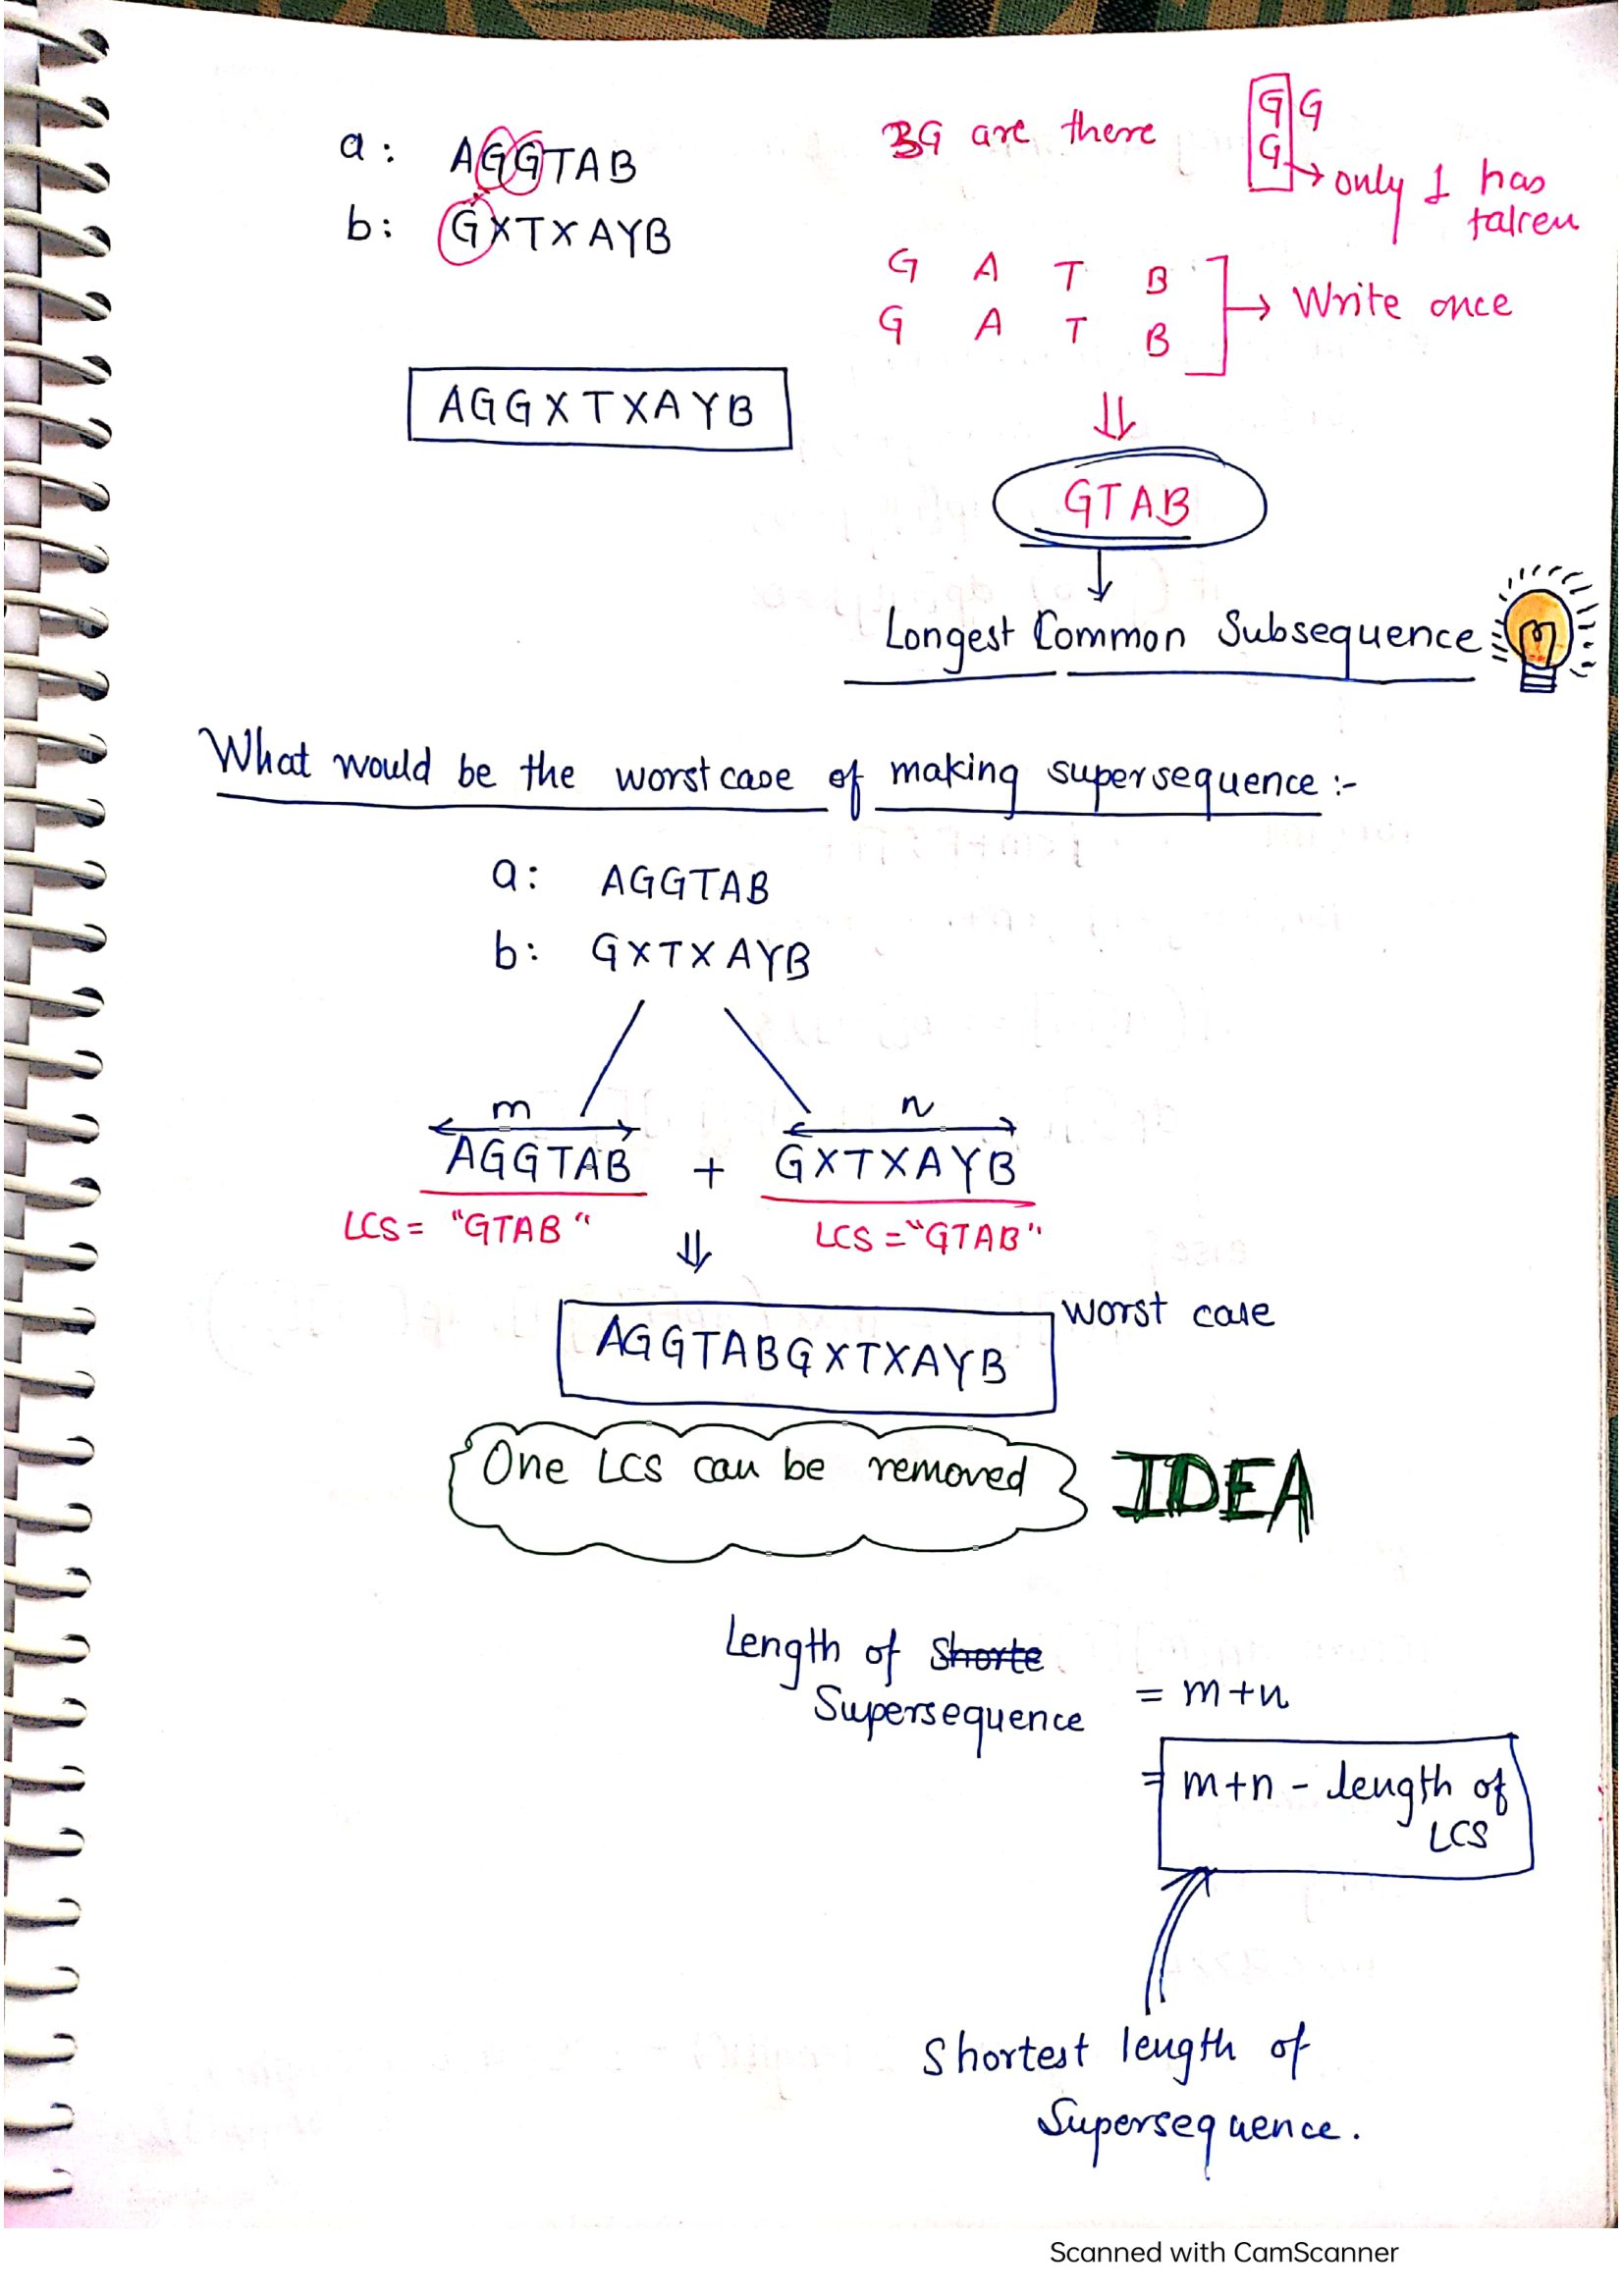 a: AGGTAB
b: GXTXAYB
3G are there
G G
G
only 1 has
taken
G A T B
G A T B
Write once
AGGXTXAYB
GTAB
Longest Common Subsequence
What would be the worst case of making supersequence :-
a: AGGTAB
b: GXTXAYB
m n
AGGTAB + GXTXAYB
LCS = "GTAB" LCS = "GTAB"
AGGTABGXTXAYB
worst case
One LCS can be removed
IDEA
Length of Shorte
Supersequence = m+n
= m+n - length of
LCS
Shortest length of
Supersequence.
Scanned with CamScanner